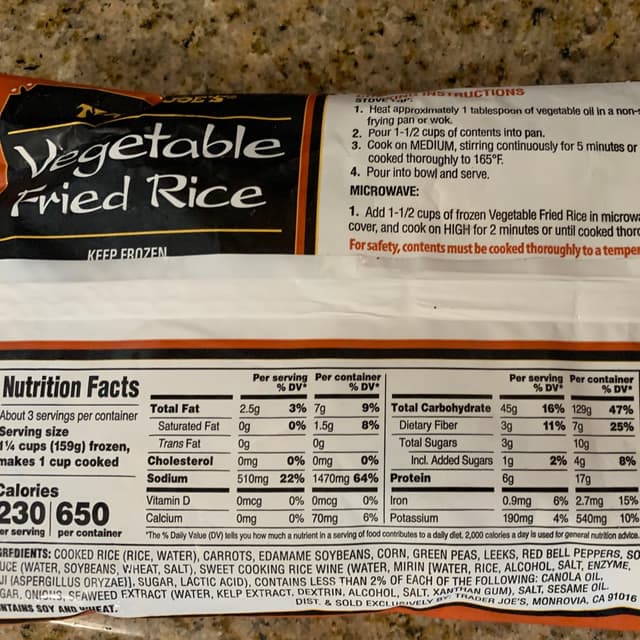 JOE'S
Vegetable
Fried Rice
KEEP FROZEN
INSTRUCTIONS
1. Heat approximately 1 tablespoon of vegetable oil in a non-
frying pan or wok.
2. Pour 1-1/2 cups of contents into pan.
3. Cook on MEDIUM, stirring continuously for 5 minutes or
cooked thoroughly to 165°F.
4. Pour into bowl and serve.
MICROWAVE:
1. Add 1-1/2 cups of frozen Vegetable Fried Rice in microwa
cover, and cook on HIGH for 2 minutes or until cooked thoro
For safety, contents must be cooked thoroughly to a temper
Nutrition Facts
About 3 servings per container
Serving size
1¼ cups (159g) frozen,
makes 1 cup cooked
Calories
230 650
er serving per container
Per serving Per container
% DV* % DV*
Total Fat 2.5g 3% 7g 9%
Saturated Fat 0g 0% 1.5g 8%
Trans Fat 0g 0g
Cholesterol 0mg 0% 0mg 0%
Sodium 510mg 22% 1470mg 64%
Vitamin D 0mcg 0% 0mcg 0%
Calcium 0mg 0% 70mg 6%
Per serving Per container
% DV* % DV*
Total Carbohydrate 45g 16% 129g 47%
Dietary Fiber 3g 11% 7g 25%
Total Sugars 3g 10g
Incl. Added Sugars 1g 2% 4g 8%
Protein 6g 17g
Iron 0.9mg 6% 2.7mg 15%
Potassium 190mg 4% 540mg 10%
*The % Daily Value (DV) tells you how much a nutrient in a serving of food contributes to a daily diet. 2,000 calories a day is used for general nutrition advice.
GREDIENTS: COOKED RICE (RICE, WATER), CARROTS, EDAMAME SOYBEANS, CORN, GREEN PEAS, LEEKS, RED BELL PEPPERS, SO
UCE (WATER, SOYBEANS, WHEAT, SALT), SWEET COOKING RICE WINE (WATER, MIRIN [WATER, RICE, ALCOHOL, SALT, ENZYME,
JI (ASPERGILLUS ORYZAE)], SUGAR, LACTIC ACID), CONTAINS LESS THAN 2% OF EACH OF THE FOLLOWING: CANOLA OIL,
GAR, ONIONS, SEAWEED EXTRACT (WATER, KELP EXTRACT, DEXTRIN, ALCOHOL, SALT, XANTHAN GUM), SALT, SESAME OIL.
NTAINS SOY AND WHEAT.
DIST. & SOLD EXCLUSIVELY BY: TRADER JOE'S, MONROVIA, CA 91016